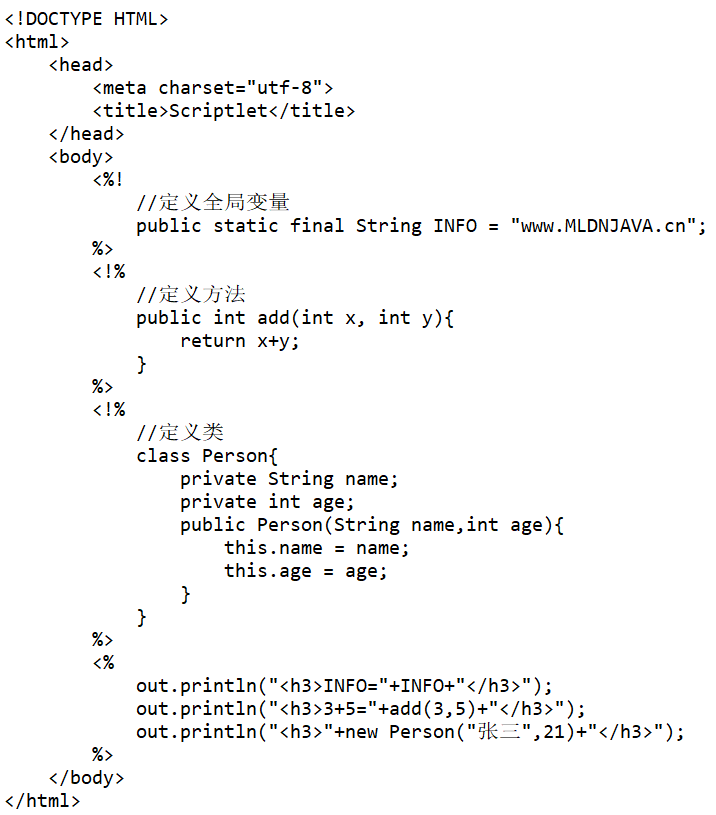 <!DOCTYPE HTML>
<html>
    <head>
        <meta charset="utf-8">
        <title>Scriptlet</title>
    </head>
    <body>
        <%!
            //定义全局变量
            public static final String INFO = "www.MLDNJAVA.cn";
        %>
        <!%
            //定义方法
            public int add(int x, int y){
                return x+y;
            }
        %>
        <!%
            //定义类
            class Person{
                private String name;
                private int age;
                public Person(String name,int age){
                    this.name = name;
                    this.age = age;
                }
            }
        %>
        <%
            out.println("<h3>INFO="+INFO+"</h3>");
            out.println("<h3>3+5="+add(3,5)+"</h3>");
            out.println("<h3>"+new Person("张三",21)+"</h3>");
        %>
    </body>
</html>